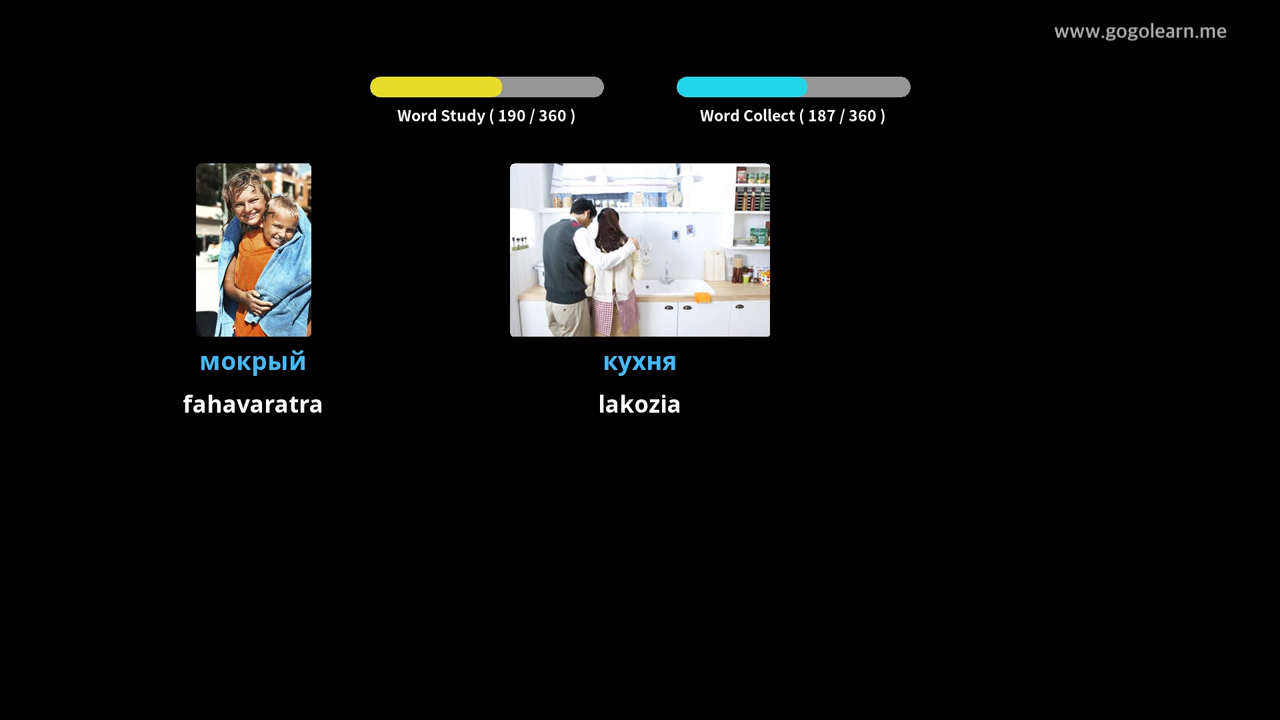 www.gogolearn.me
Word Study ( 190 / 360 )
Word Collect ( 187 / 360 )
мокрый
fahavaratra
кухня
lakozia